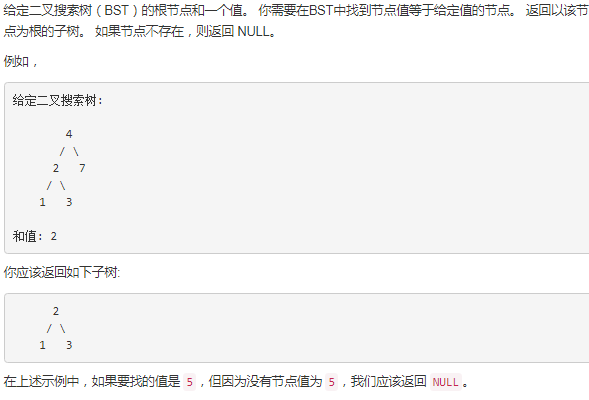 给定二叉搜索树（BST）的根节点和一个值。 你需要在BST中找到节点值等于给定值的节点。 返回以该节
点为根的子树。 如果节点不存在，则返回 NULL。
例如，
给定二叉搜索树:
4
/ \
2 7
/ \
1 3
和值: 2
你应该返回如下子树:
2
/ \
1 3
在上述示例中，如果要找的值是 5 ，但因为没有节点值为 5 ，我们应该返回 NULL 。